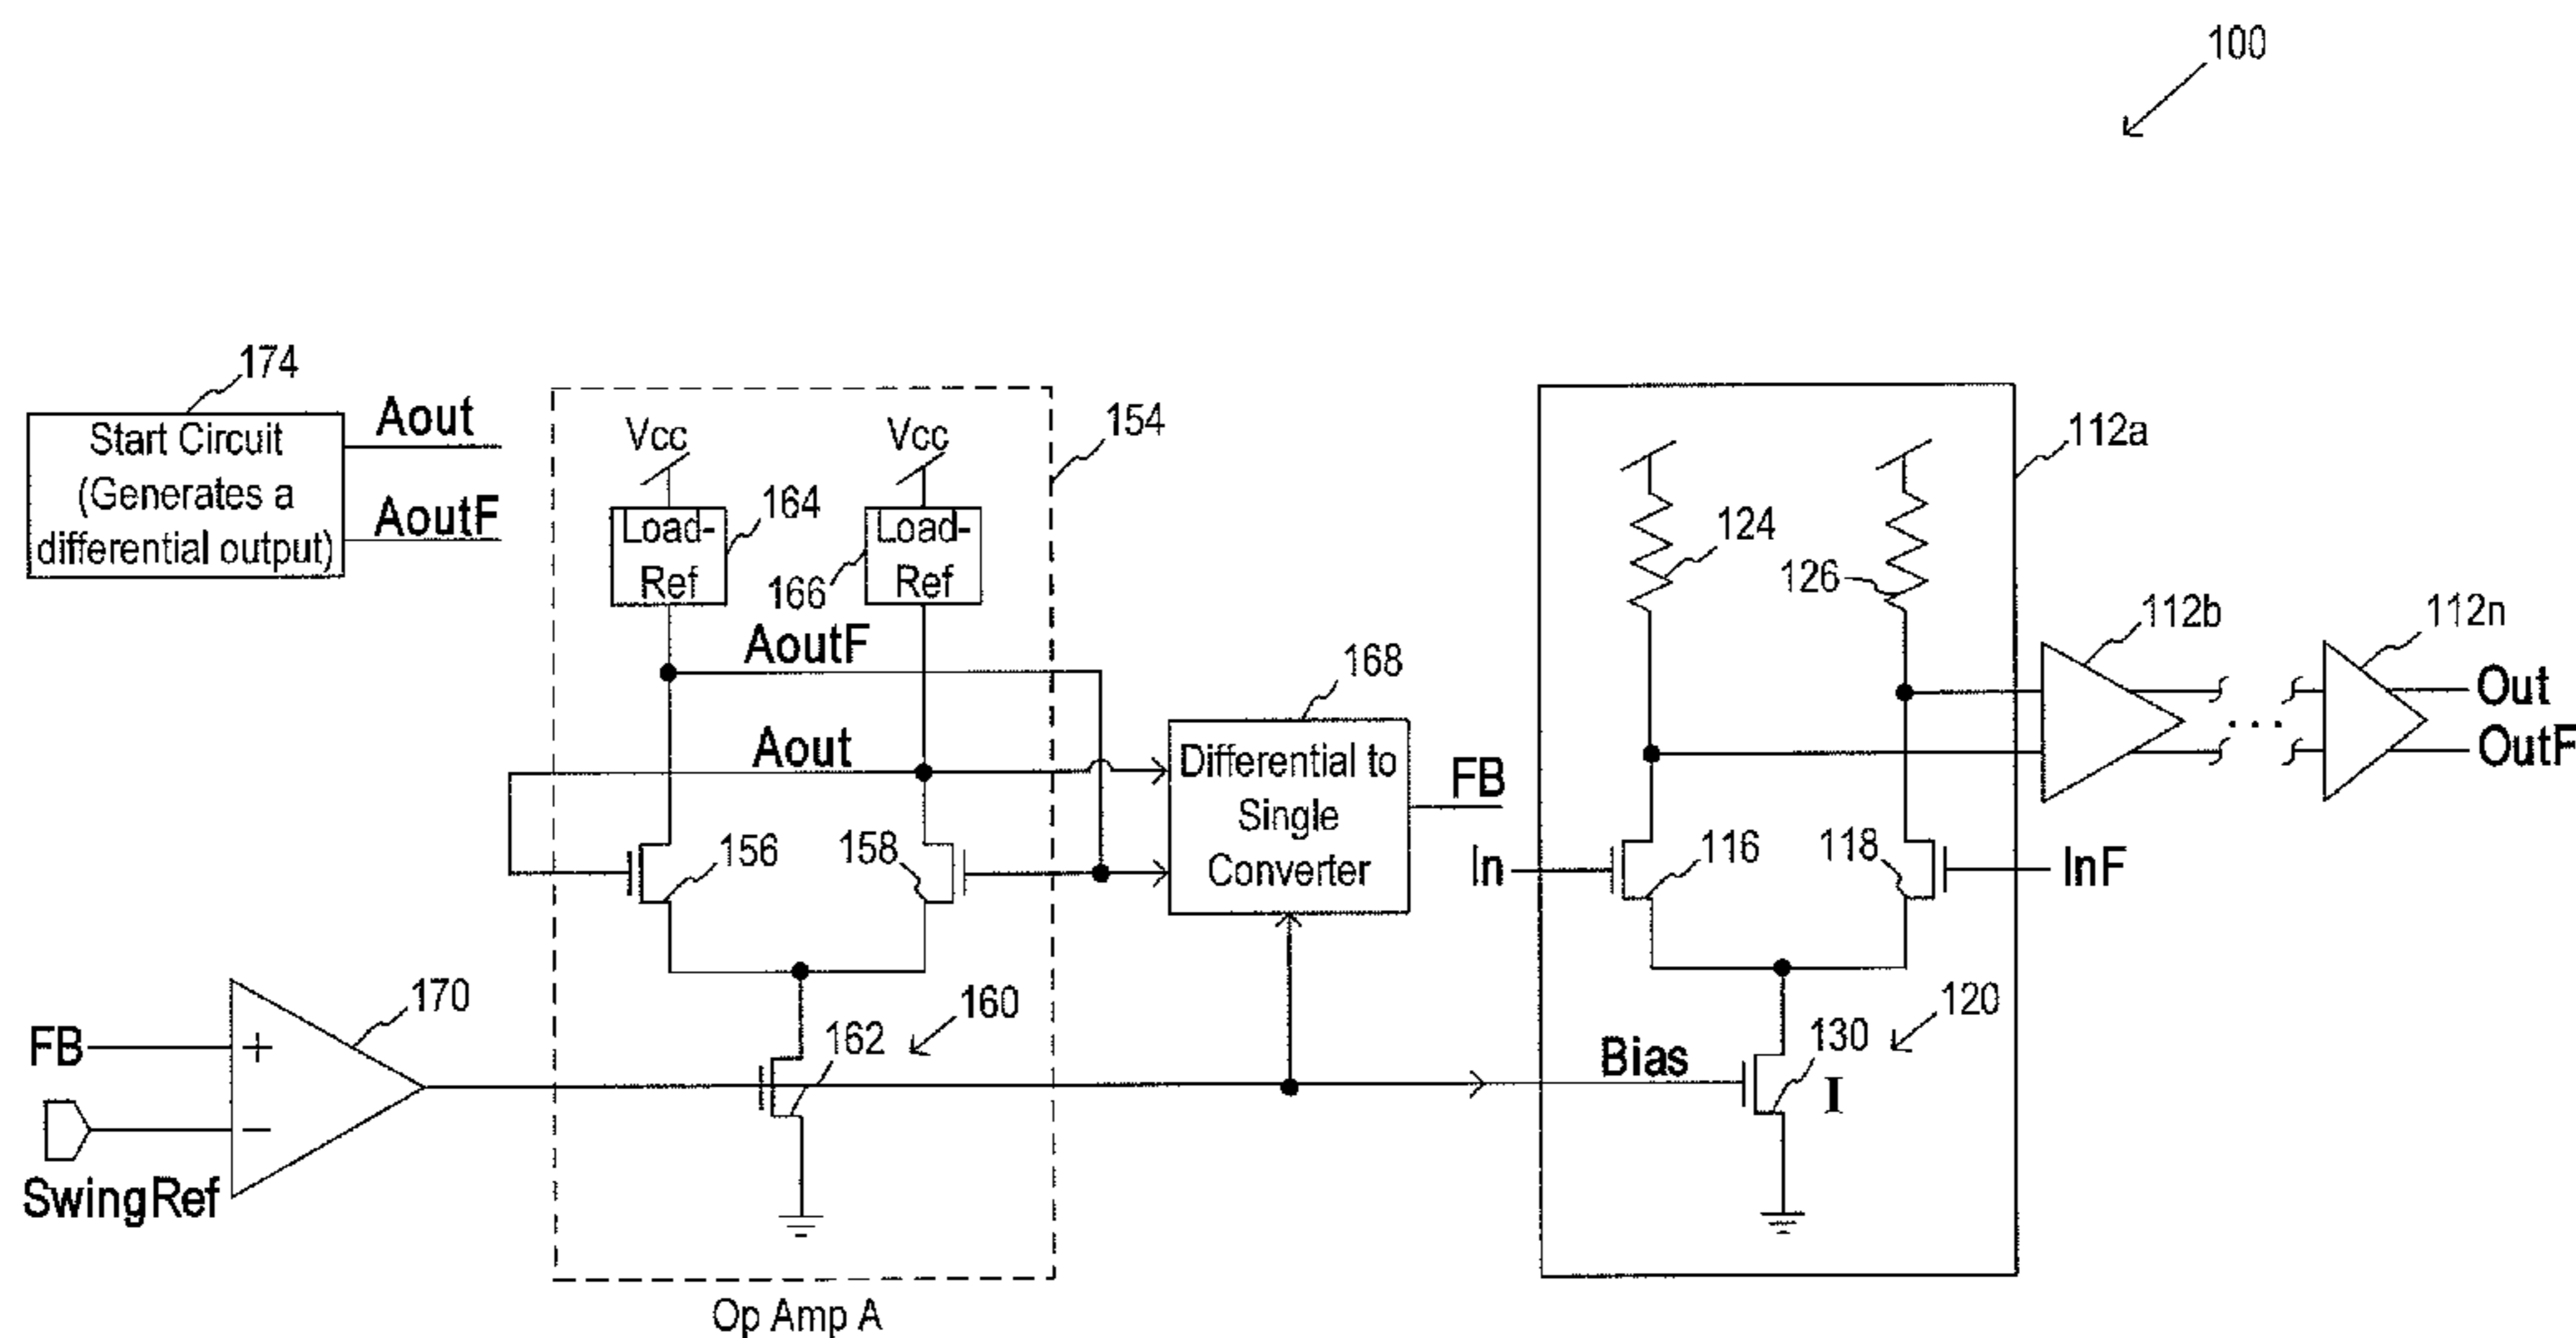 100
174
Aout
AoutF
Start Circuit
(Generates a
differential output)
Vcc
Vcc
154
112a
Load-
Ref
164
Load-
Ref
166
124
126
AoutF
Aout
168
Differential to
Single
Converter
FB
112b
112n
Out
...
OutF
156
158
In
116
118
InF
170
FB
+
−
SwingRef
162
160
Bias
130
I
120
Op Amp A